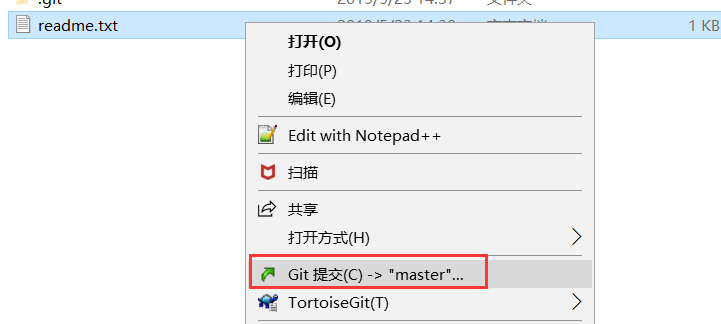 .git
readme.txt
1 KB
打开(O)
打印(P)
编辑(E)
Edit with Notepad++
扫描
共享
打开方式(H)
Git 提交(C) -> "master"...
TortoiseGit(T)